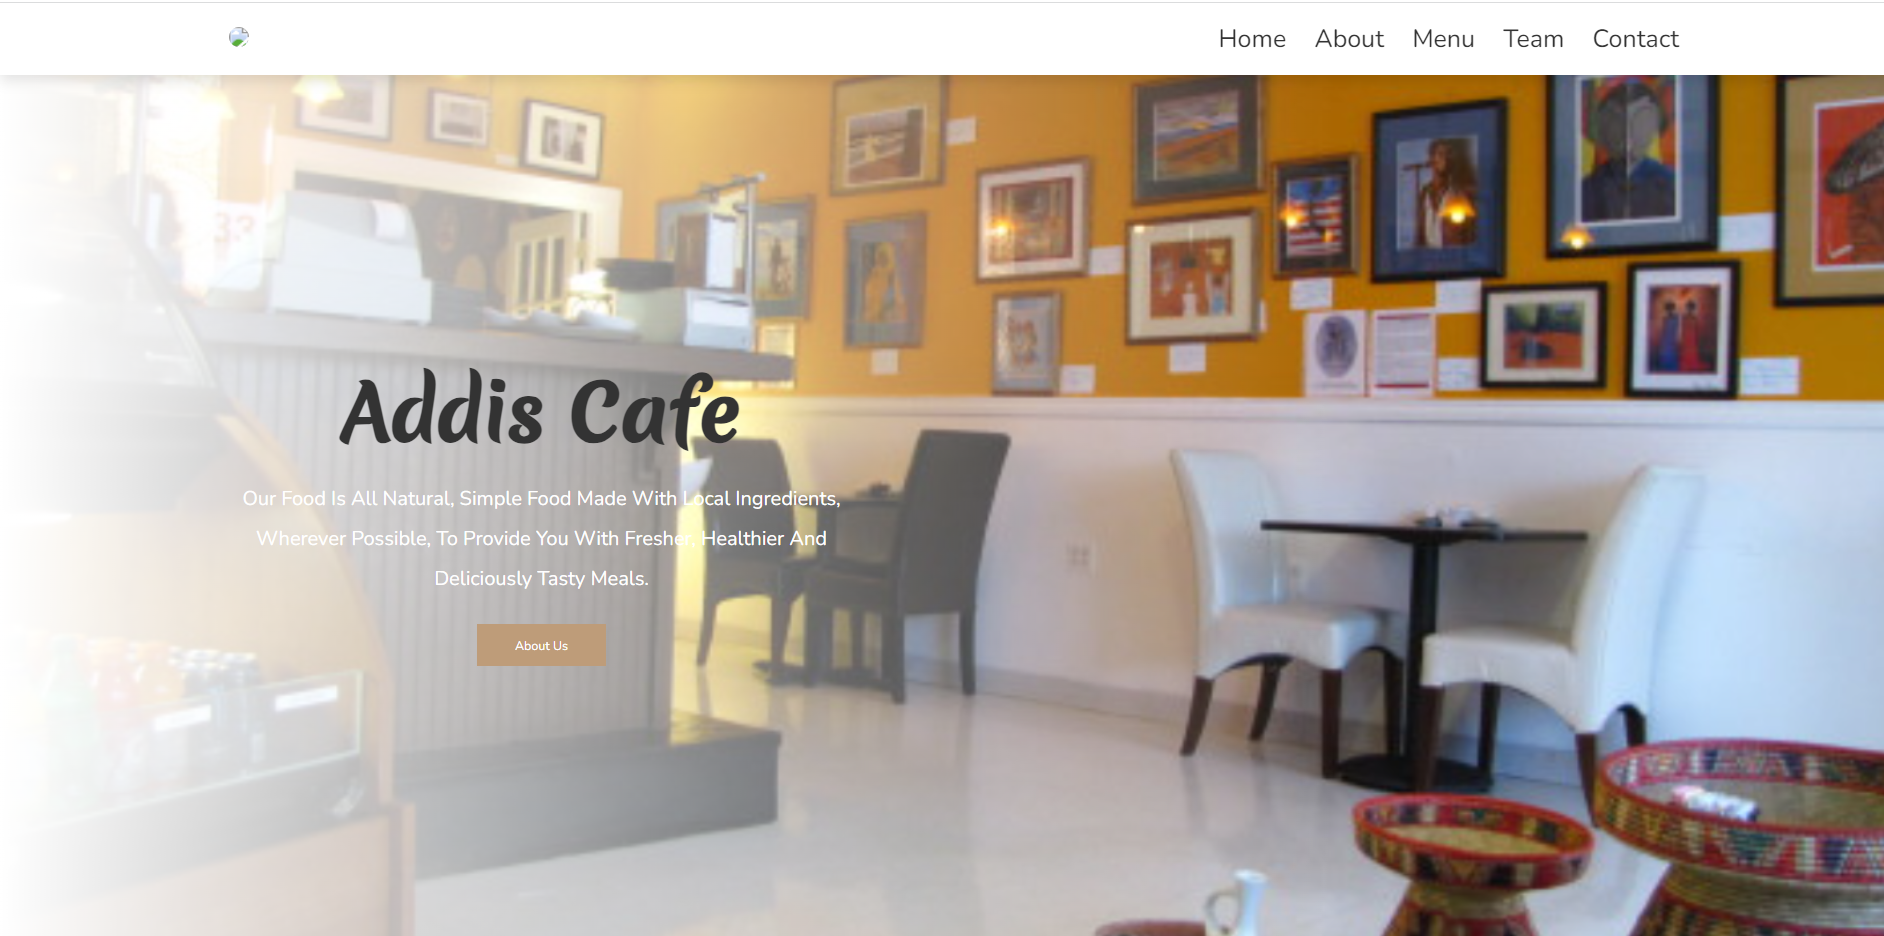 Home About Menu Team Contact
Addis Cafe
Our Food Is All Natural, Simple Food Made With Local Ingredients,
Wherever Possible, To Provide You With Fresher, Healthier And
Deliciously Tasty Meals.
About Us